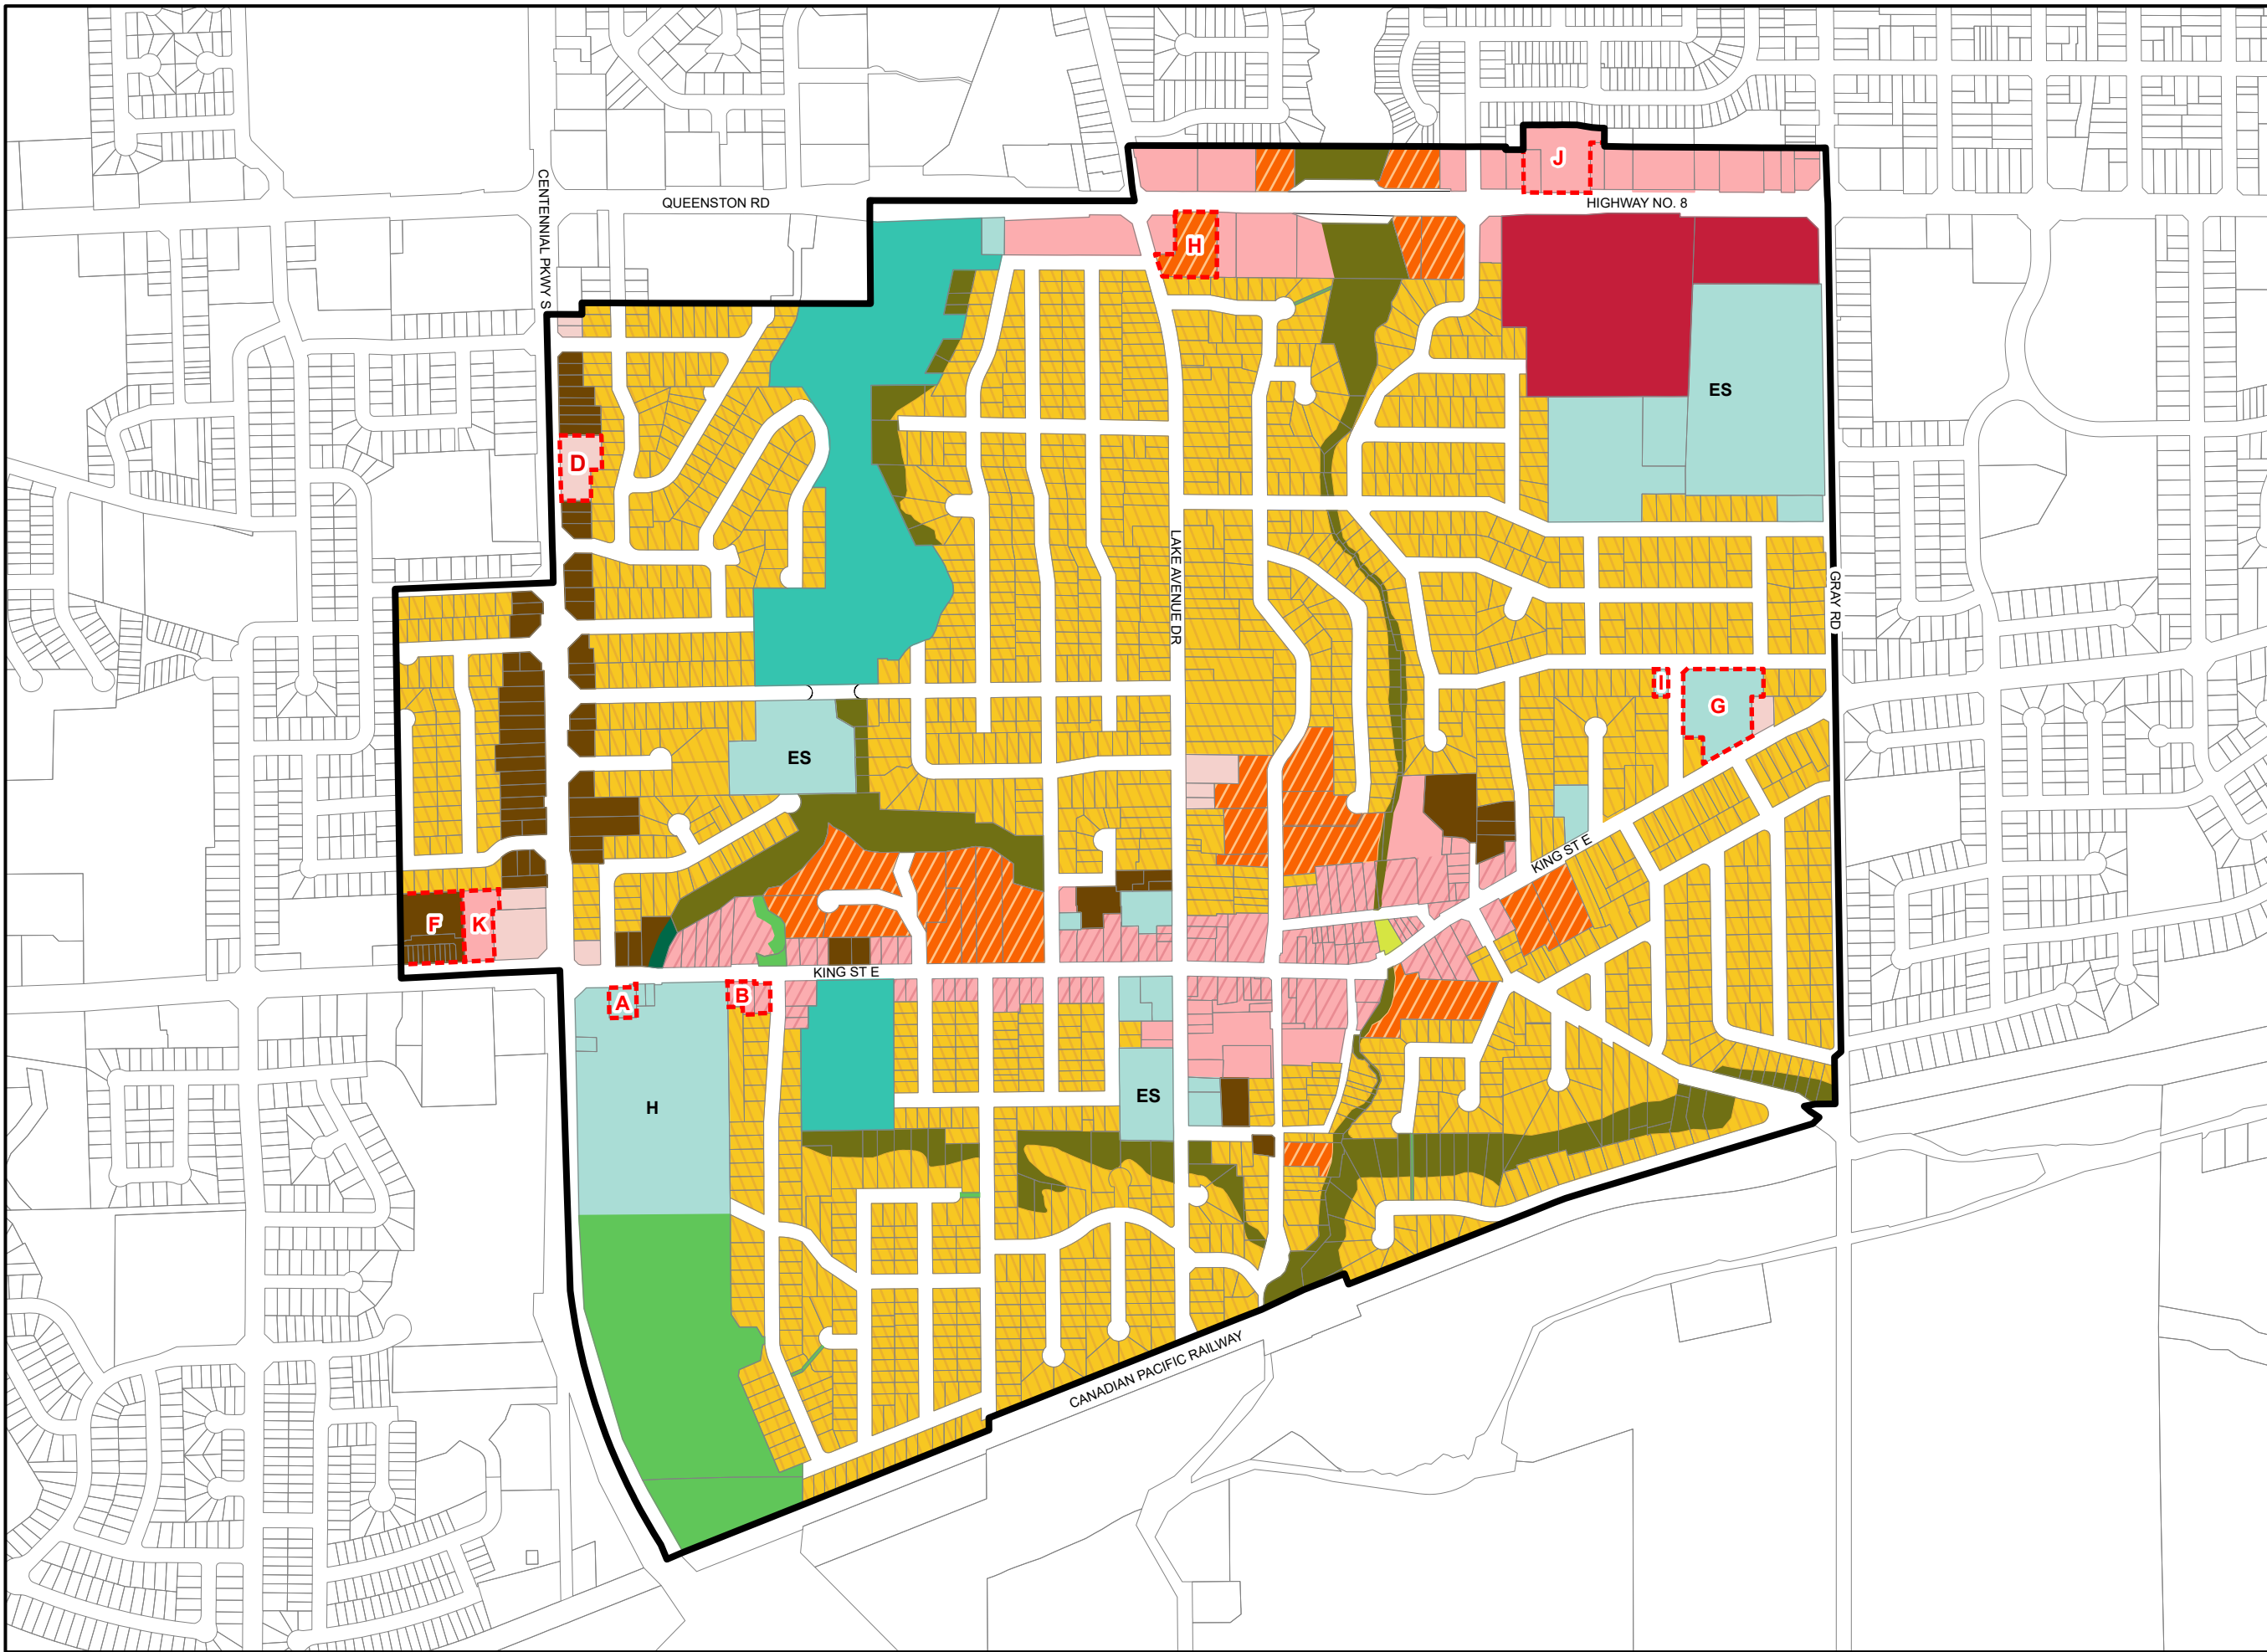 J
QUEENSTON RD
HIGHWAY NO. 8
CENTENNIAL PKWY S
H
ES
D
LAKE AVENUE DR
GRAY RD
I
G
ES
KING ST E
F
K
KING ST E
A
B
H
ES
CANADIAN PACIFIC RAILWAY